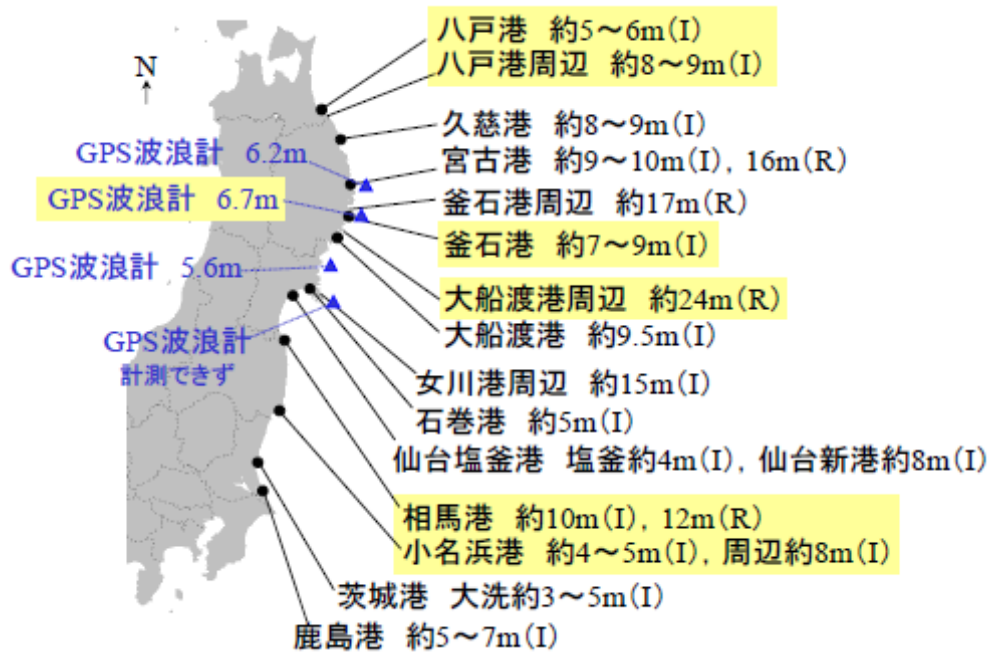 八戸港 約5～6m(I)
八戸港周辺 約8～9m(I)
N
久慈港 約8～9m(I)
GPS波浪計 6.2m
宮古港 約9～10m(I), 16m(R)
GPS波浪計 6.7m
釜石港周辺 約17m(R)
釜石港 約7～9m(I)
GPS波浪計 5.6m
大船渡港周辺 約24m(R)
大船渡港 約9.5m(I)
GPS波浪計
計測できず
女川港周辺 約15m(I)
石巻港 約5m(I)
仙台塩釜港 塩釜約4m(I), 仙台新港約8m(I)
相馬港 約10m(I), 12m(R)
小名浜港 約4～5m(I), 周辺約8m(I)
茨城港 大洗約3～5m(I)
鹿島港 約5～7m(I)